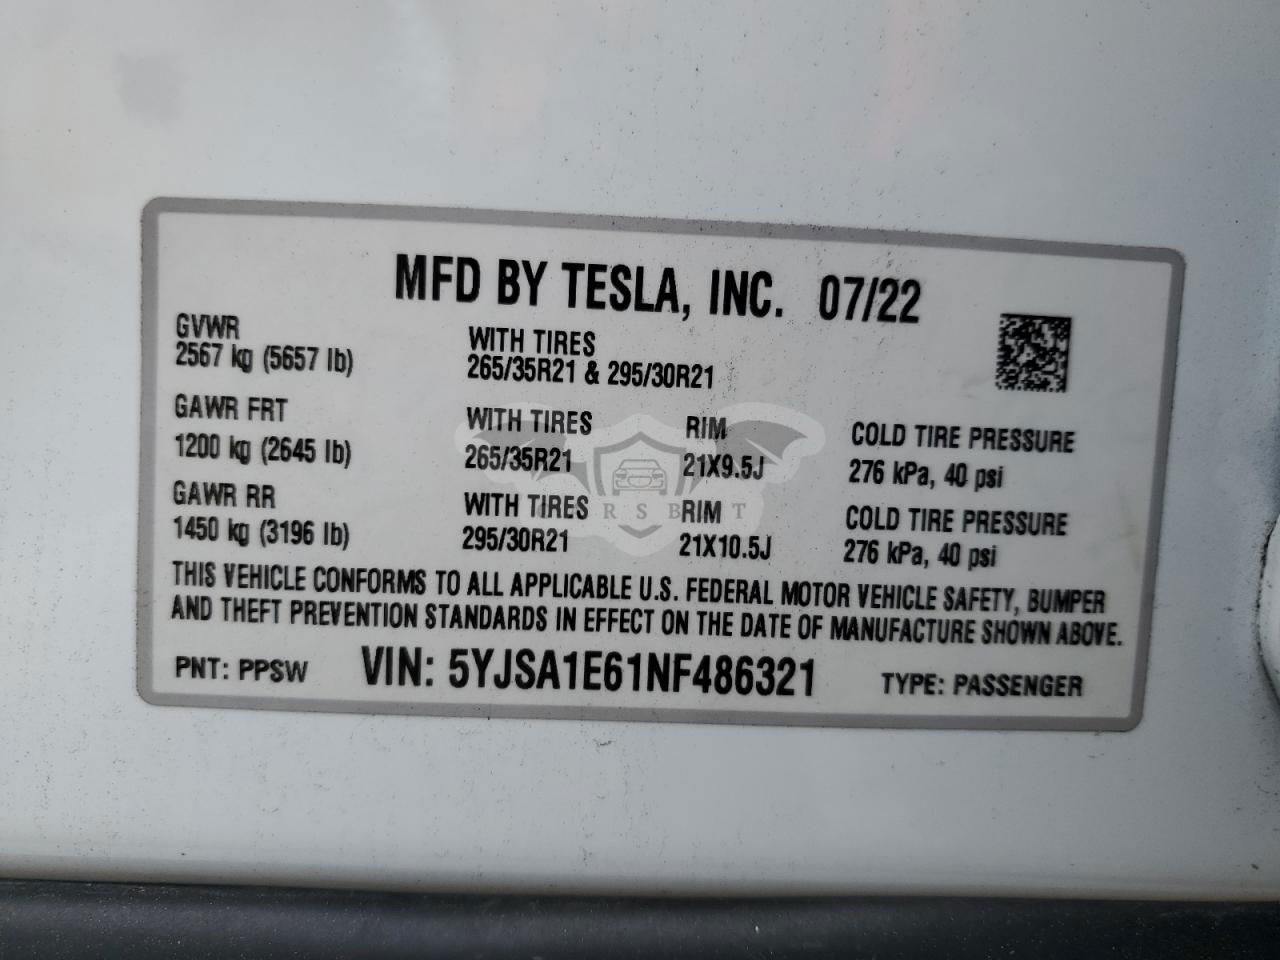 MFD BY TESLA, INC. 07/22
GVWR
2567 kg (5657 lb)
WITH TIRES
265/35R21 & 295/30R21
GAWR FRT
1200 kg (2645 lb)
WITH TIRES
265/35R21
RIM
21X9.5J
COLD TIRE PRESSURE
276 kPa, 40 psi
GAWR RR
1450 kg (3196 lb)
WITH TIRES
295/30R21
RIM
21X10.5J
COLD TIRE PRESSURE
276 kPa, 40 psi
THIS VEHICLE CONFORMS TO ALL APPLICABLE U.S. FEDERAL MOTOR VEHICLE SAFETY, BUMPER
AND THEFT PREVENTION STANDARDS IN EFFECT ON THE DATE OF MANUFACTURE SHOWN ABOVE.
PNT: PPSW VIN: 5YJSA1E61NF486321 TYPE: PASSENGER